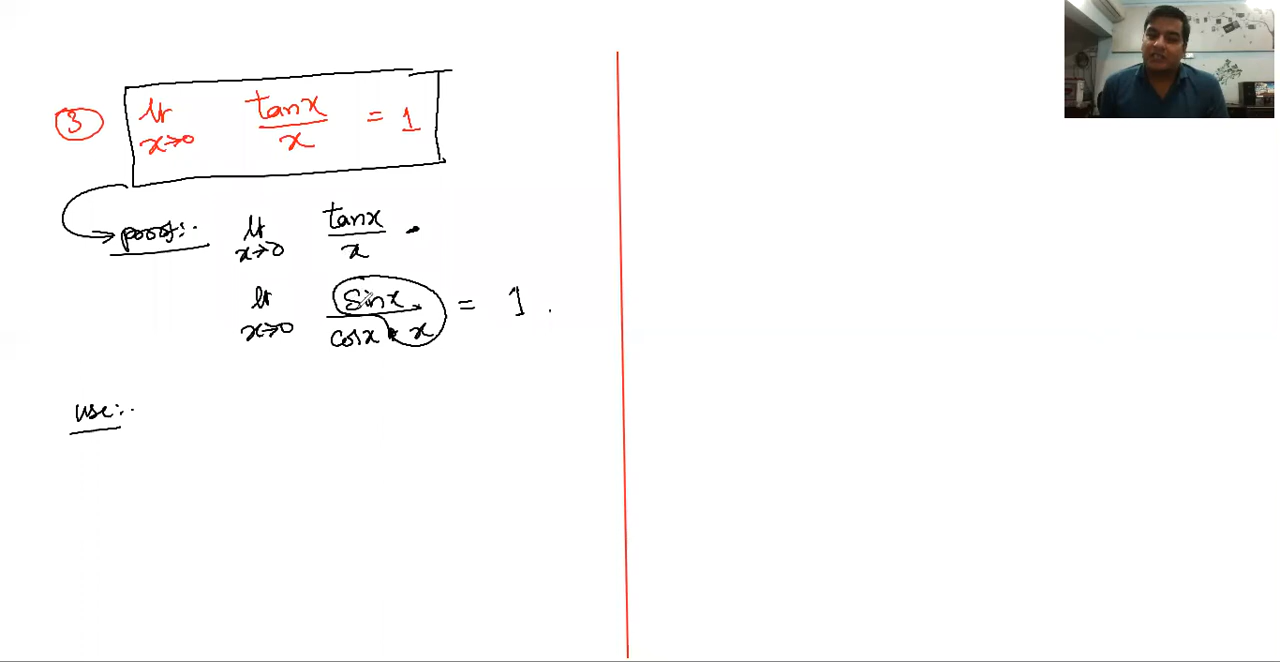 ③ lt x→0 tanx/x = 1
proof:- lt x→0 tanx/x .
lt x→0 sinx/cosx • x = 1 .
use:-